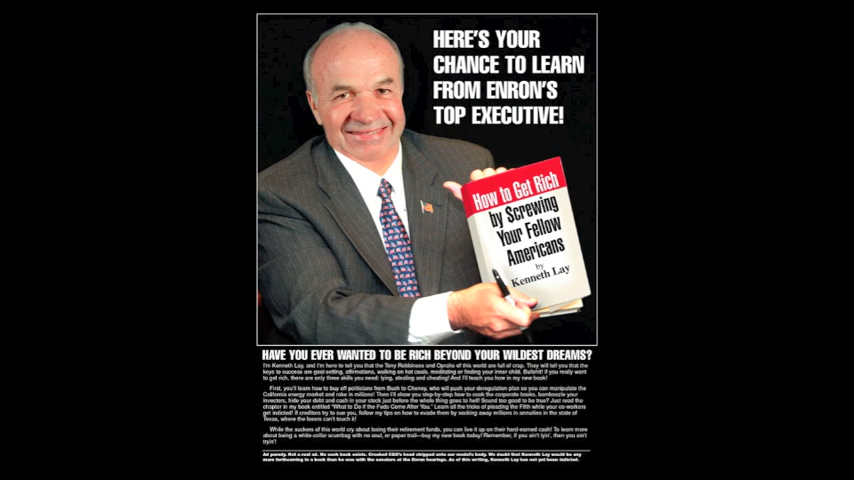 HERE'S YOUR
CHANCE TO LEARN
FROM ENRON'S
TOP EXECUTIVE!
How to Get Rich
by Screwing
Your Fellow
Americans
by
Kenneth Lay
HAVE YOU EVER WANTED TO BE RICH BEYOND YOUR WILDEST DREAMS?
I'm Kenneth Lay, and I'm here to tell you that the Tony Robbinses and Oprahs of this world are full of crap. They will tell you that the
keys to success are goal-setting, affirmations, walking on hot coals, meditating or finding your inner child. Bullshit! If you really want
to get rich, there are only three skills you need: lying, stealing and cheating! And I'll teach you how in my new book!
First, you'll learn how to buy off politicians from Bush to Cheney, who will push your deregulation plan so you can manipulate the
California energy market and rake in millions! Then I'll show you step-by-step how to cook the corporate books, bamboozle your
investors, hide your debt and cash in your stock just before the whole thing goes to hell! Sound too good to be true? Just read the
chapter in my book entitled "What to Do if the Feds Come After You." Learn all the tricks of pleading the Fifth while your co-workers
get indicted! If creditors try to sue you, follow my tips on how to evade them by socking away millions in annuities in the state of
Texas, where the losers can't touch it!
While the suckers of this world cry about losing their retirement funds, you can live it up on their hard-earned cash! To learn more
about being a white-collar scumbag with no soul, or paper trail—buy my new book today! Remember, if you ain't lyin', then you ain't
tryin'!
Ad parody. Not a real ad. No such book exists. Crooked CEO's head stripped onto our model's body. We doubt that Kenneth Lay would be any
more forthcoming in a book than he was with the senators at the Enron hearings. As of this writing, Kenneth Lay has not yet been indicted.